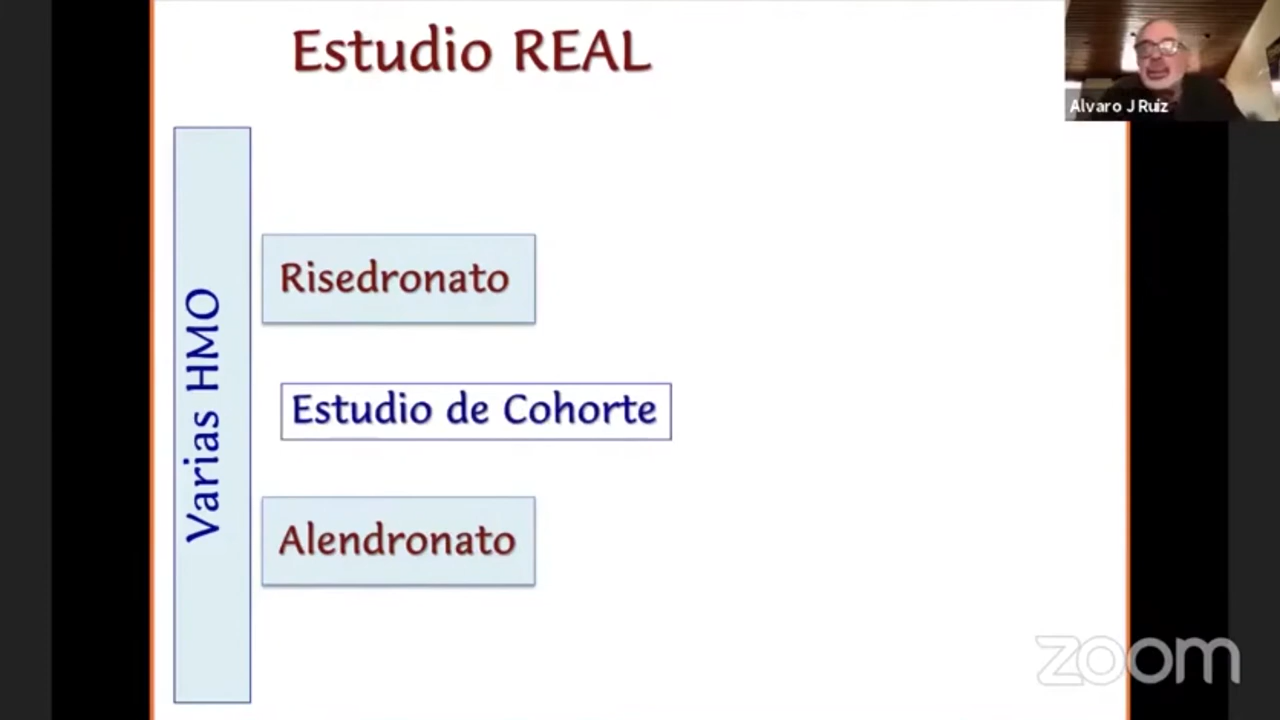 Estudio REAL
Alvaro J Ruiz
Varias HMO
Risedronato
Estudio de Cohorte
Alendronato
zoom